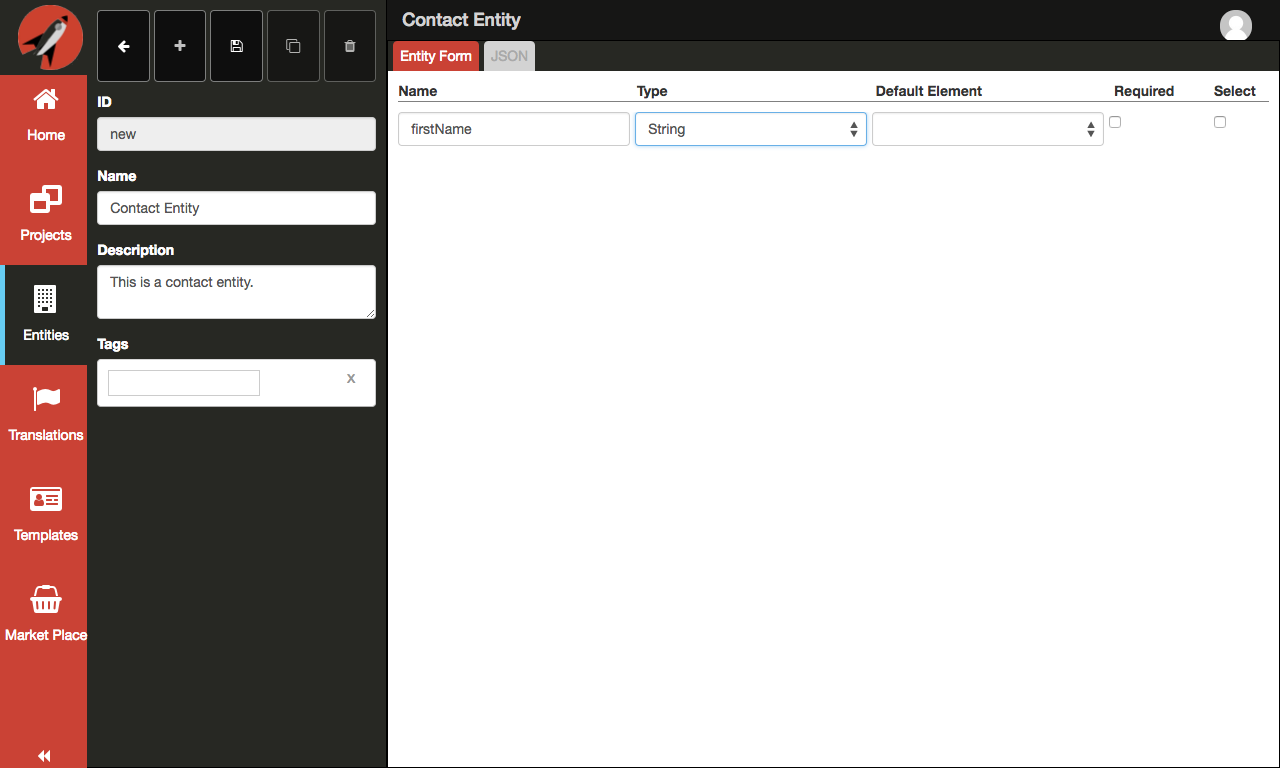 Contact Entity
Entity Form
JSON
Home
Projects
Entities
Translations
Templates
Market Place
ID
new
Name
Contact Entity
Description
This is a contact entity.
Tags
x
Name Type Default Element Required Select
firstName String